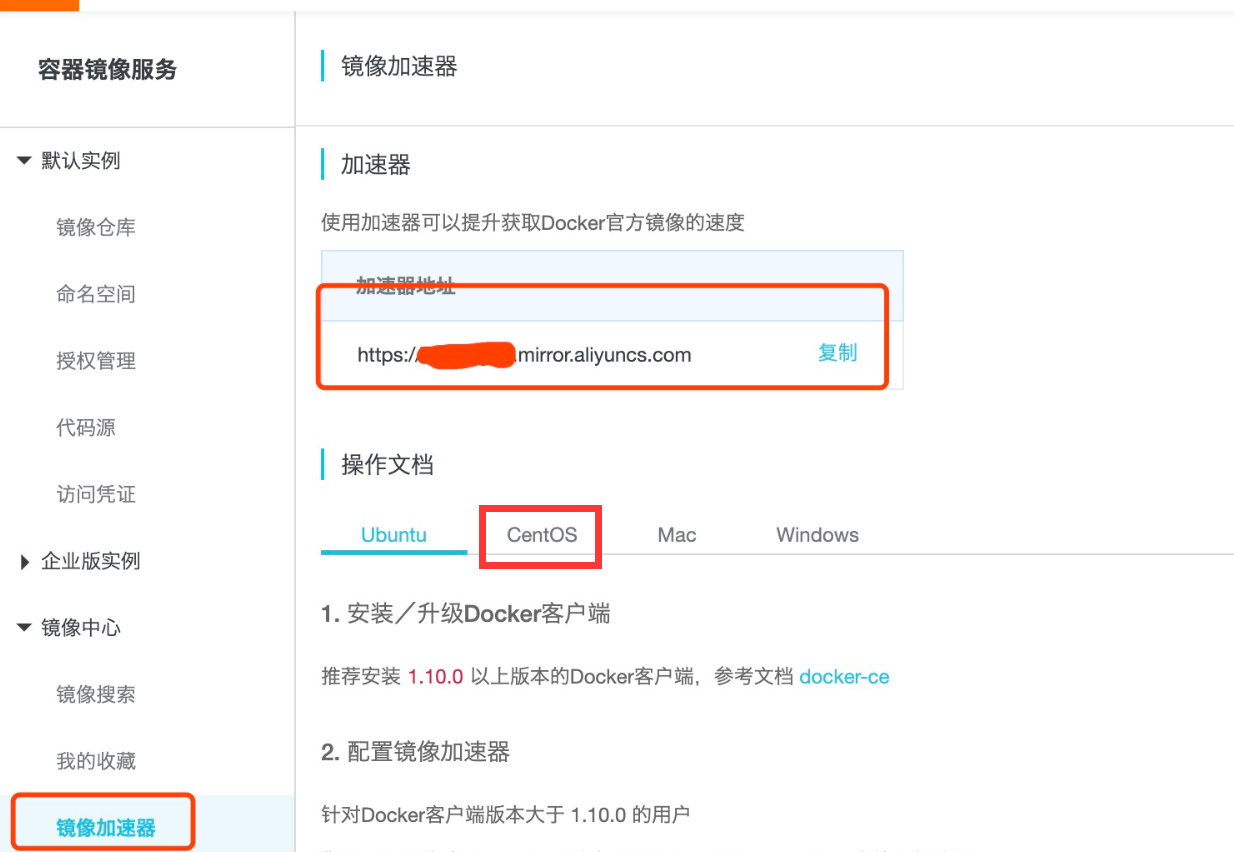 容器镜像服务
默认实例
镜像仓库
命名空间
授权管理
代码源
访问凭证
企业版实例
镜像中心
镜像搜索
我的收藏
镜像加速器
镜像加速器
加速器
使用加速器可以提升获取Docker官方镜像的速度
加速器地址
https:// .mirror.aliyuncs.com 复制
操作文档
Ubuntu CentOS Mac Windows
1. 安装／升级Docker客户端
推荐安装 1.10.0 以上版本的Docker客户端，参考文档 docker-ce
2. 配置镜像加速器
针对Docker客户端版本大于 1.10.0 的用户